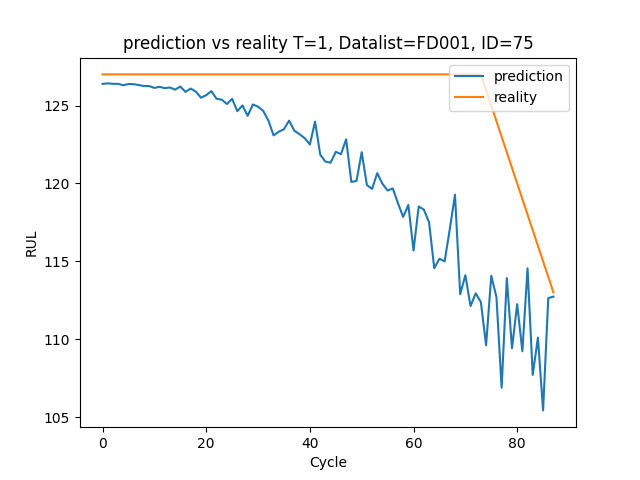 prediction vs reality T=1, Datalist=FD001, ID=75
prediction
reality
125
120
115
110
105
RUL
0 20 40 60 80
Cycle